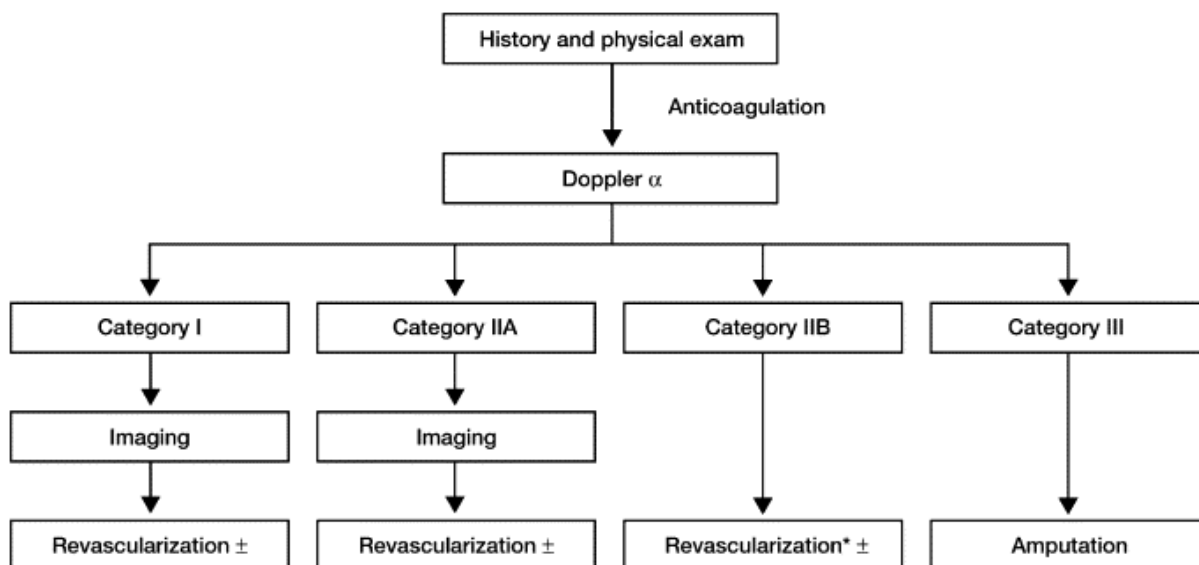 History and physical exam
Anticoagulation
Doppler α
Category I
Category IIA
Category IIB
Category III
Imaging
Imaging
Revascularization ±
Revascularization ±
Revascularization* ±
Amputation